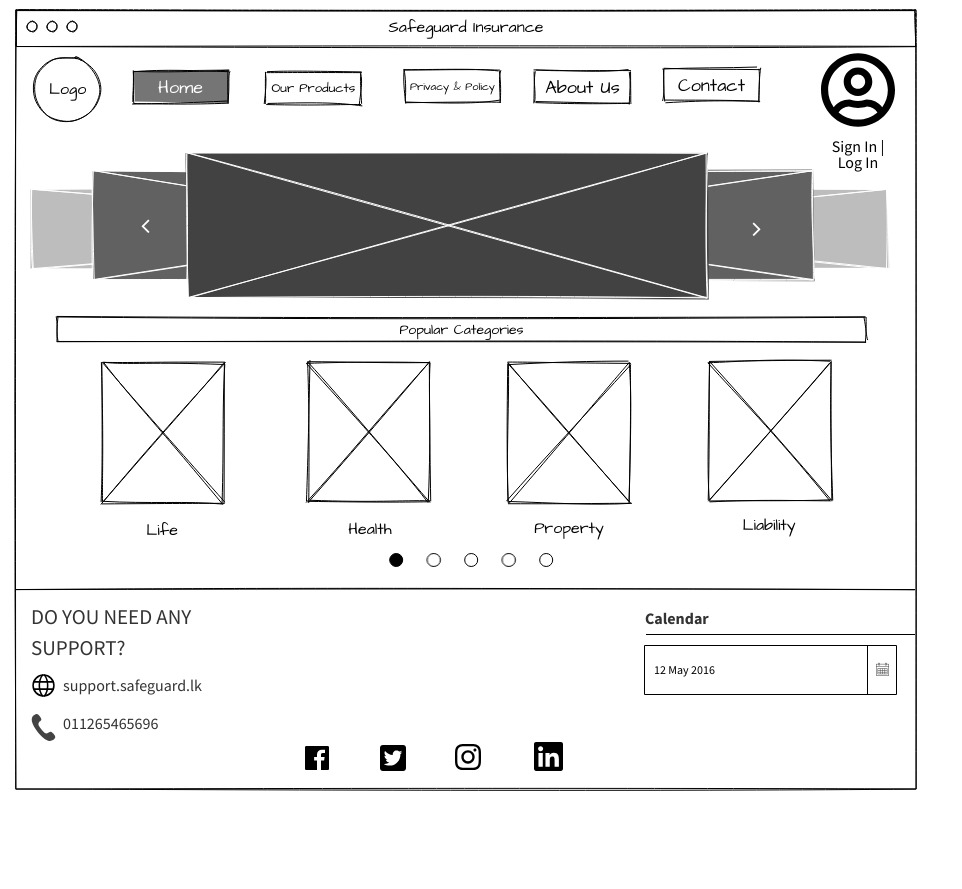 Safeguard Insurance
Logo
Home
Our Products
Privacy & Policy
About Us
Contact
Sign In |
Log In
Popular Categories
Life
Health
Property
Liability
DO YOU NEED ANY
SUPPORT?
support.safeguard.lk
011265465696
Calendar
12 May 2016